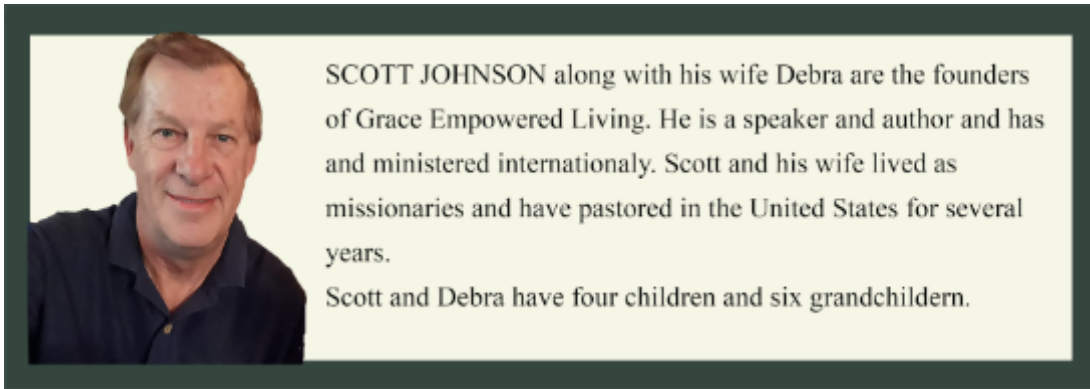 SCOTT JOHNSON along with his wife Debra are the founders
of Grace Empowered Living. He is a speaker and author and has
and ministered internationaly. Scott and his wife lived as
missionaries and have pastored in the United States for several
years.
Scott and Debra have four children and six grandchildern.